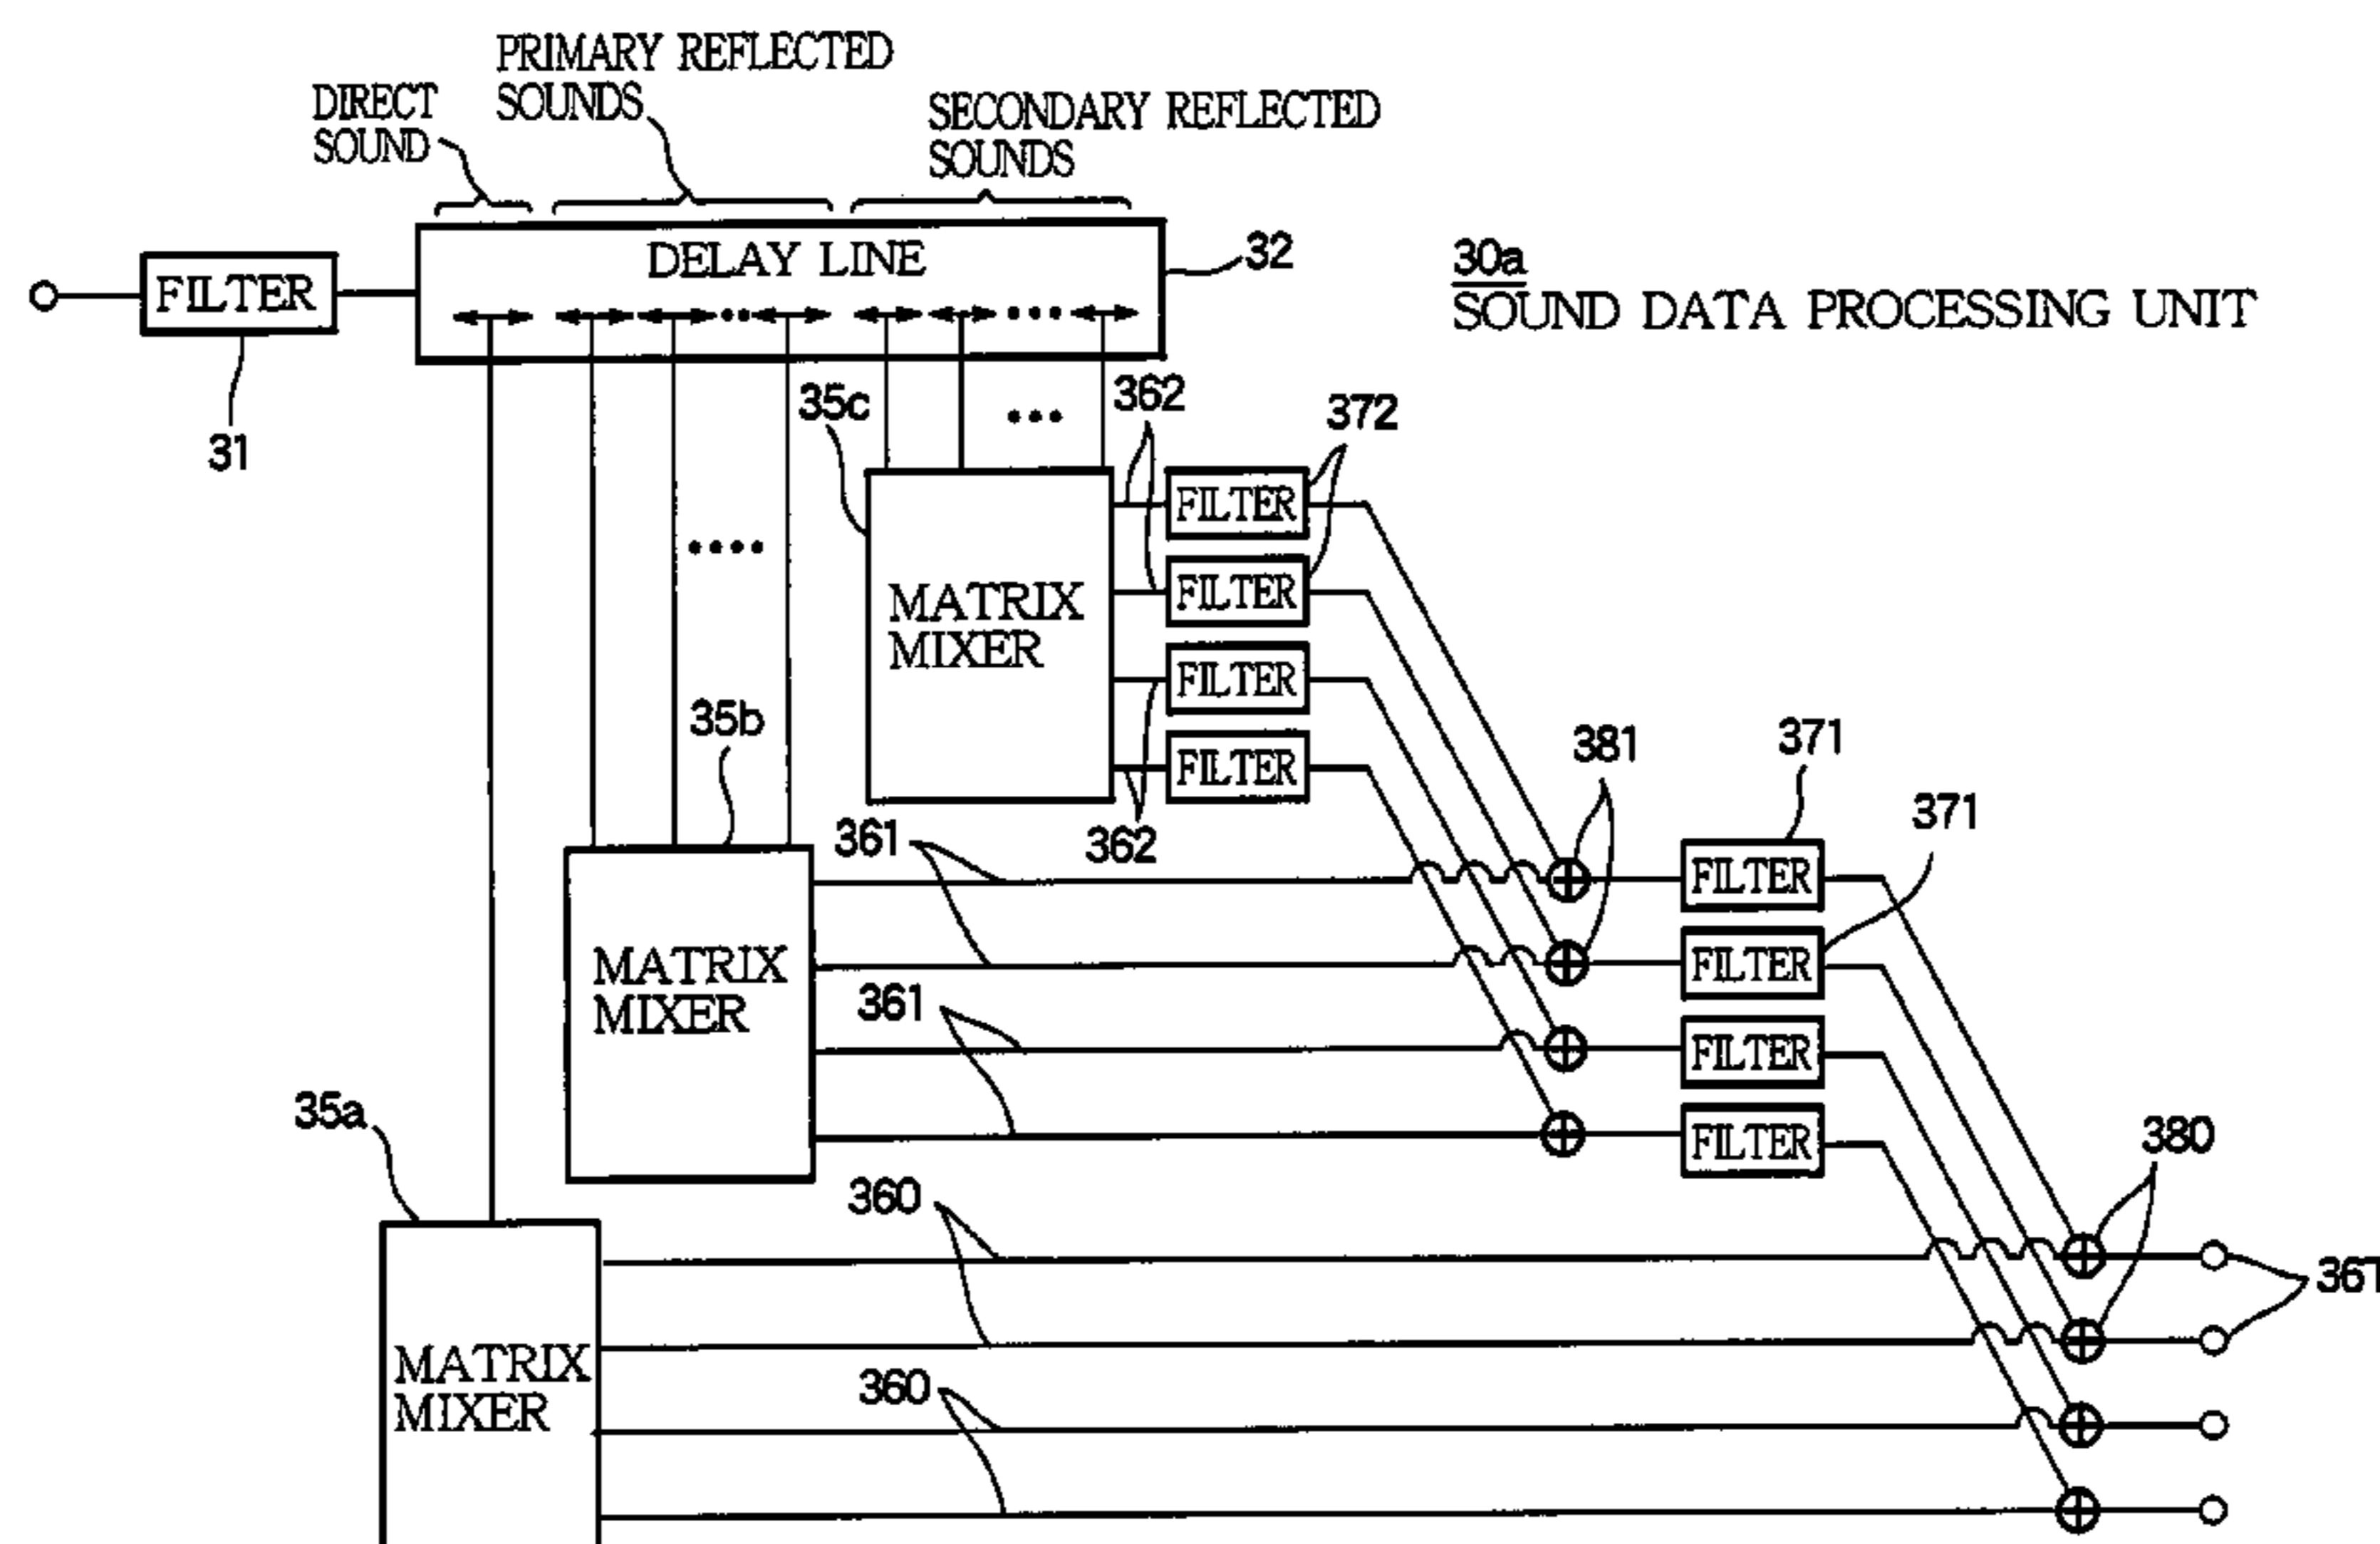 PRIMARY REFLECTED
SOUNDS
DIRECT
SOUND
SECONDARY REFLECTED
SOUNDS
DELAY LINE
32
30a
SOUND DATA PROCESSING UNIT
FILTER
31
35c
362
372
FILTER
FILTER
MATRIX
MIXER
FILTER
FILTER
35b
381
371
361
362
371
FILTER
FILTER
MATRIX
MIXER
361
FILTER
FILTER
35a
380
360
36T
MATRIX
MIXER
360